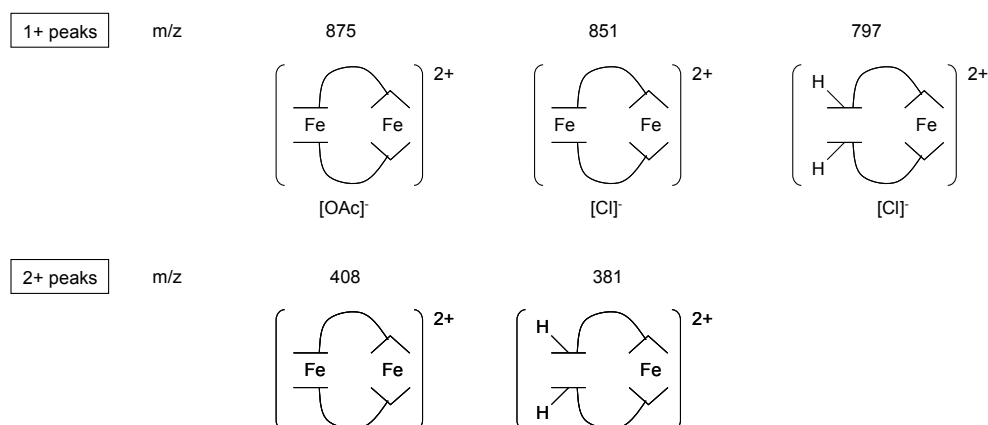 1+ peaks m/z 875 851 797
2+ 2+ 2+
H
Fe Fe Fe Fe Fe
H
[OAc]- [Cl]- [Cl]-
2+ peaks m/z 408 381
2+ 2+
H
Fe Fe Fe
H